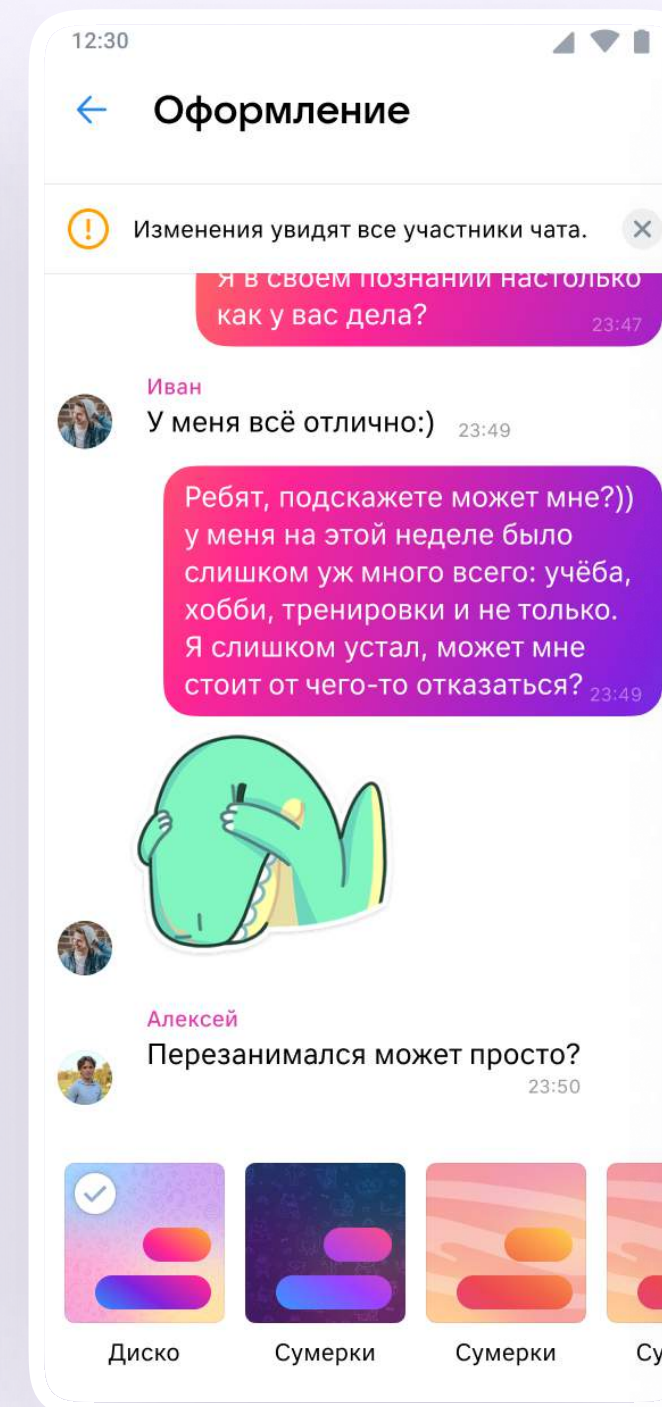 12:30
Оформление
Изменения увидят все участники чата.
Я в своём познании настолько
как у вас дела?
23:47
Иван
У меня всё отлично:)
23:49
Ребят, подскажете может мне?))
у меня на этой неделе было
слишком уж много всего: учёба,
хобби, тренировки и не только.
Я слишком устал, может мне
стоит от чего-то отказаться?
23:49
Алексей
Перезанимался может просто?
23:50
Диско
Сумерки
Сумерки
Су